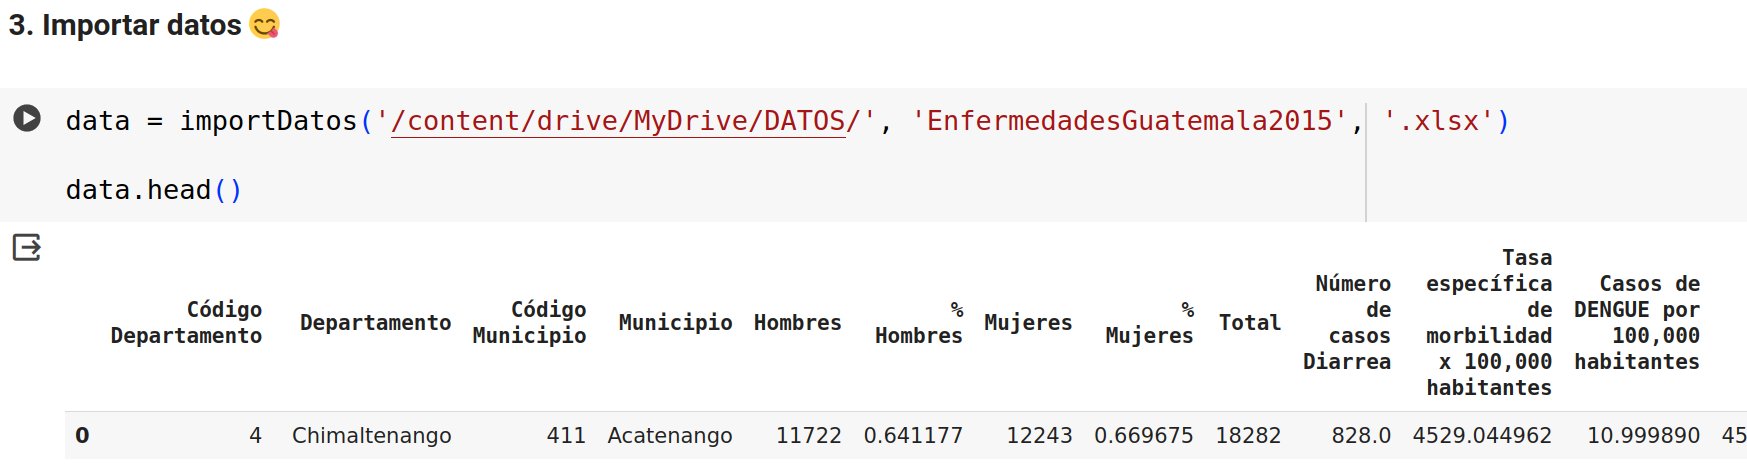 3. Importar datos 😋
data = importDatos('/content/drive/MyDrive/DATOS/', 'EnfermedadesGuatemala2015', '.xlsx')
data.head()
Código Departamento Departamento Código Municipio Municipio Hombres % Hombres Mujeres % Mujeres Total Número de casos Diarrea Tasa específica de morbilidad x 100,000 habitantes Casos de DENGUE por 100,000 habitantes
0 4 Chimaltenango 411 Acatenango 11722 0.641177 12243 0.669675 18282 828.0 4529.044962 10.999890 45